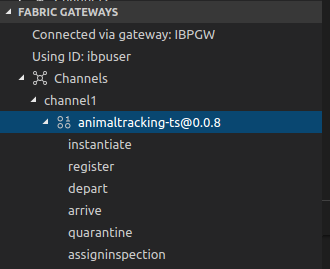 FABRIC GATEWAYS
Connected via gateway: IBPGW
Using ID: ibpuser
Channels
channel1
animaltracking-ts@0.0.8
instantiate
register
depart
arrive
quarantine
assigninspection